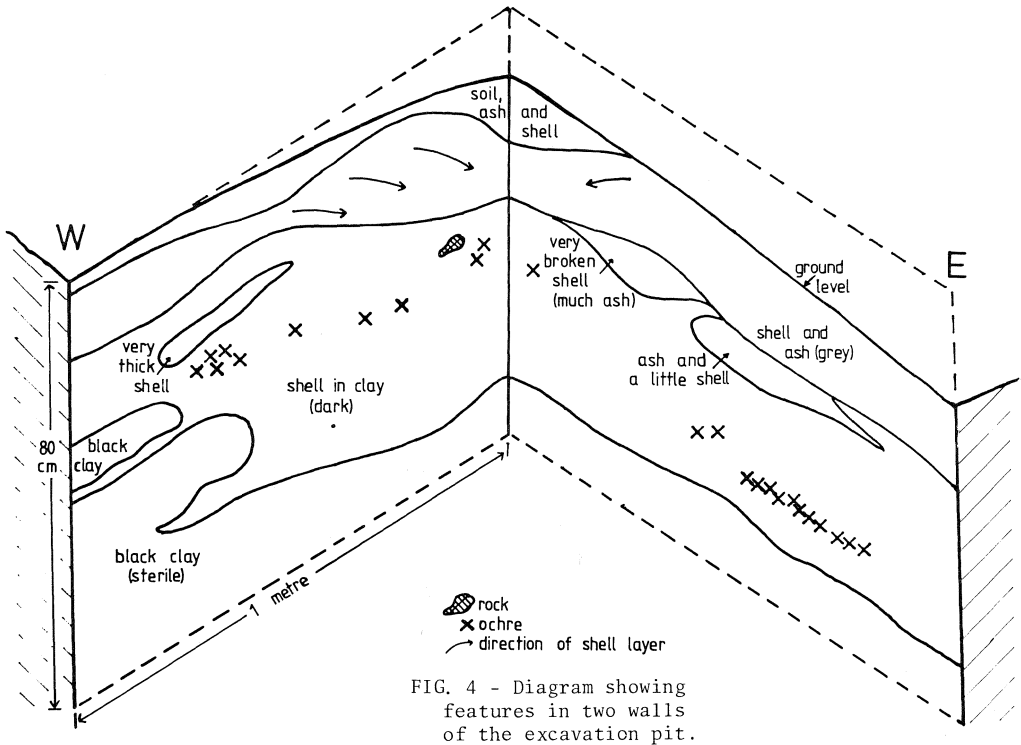 soil,
ash and
shell
W
very
broken
shell
(much ash)
ground
level
E
very
thick
shell
shell in clay
(dark)
ash and
a little shell
shell and
ash (grey)
80
cm
black
clay
black clay
(sterile)
1 metre
rock
ochre
direction of shell layer
FIG. 4 - Diagram showing
features in two walls
of the excavation pit.